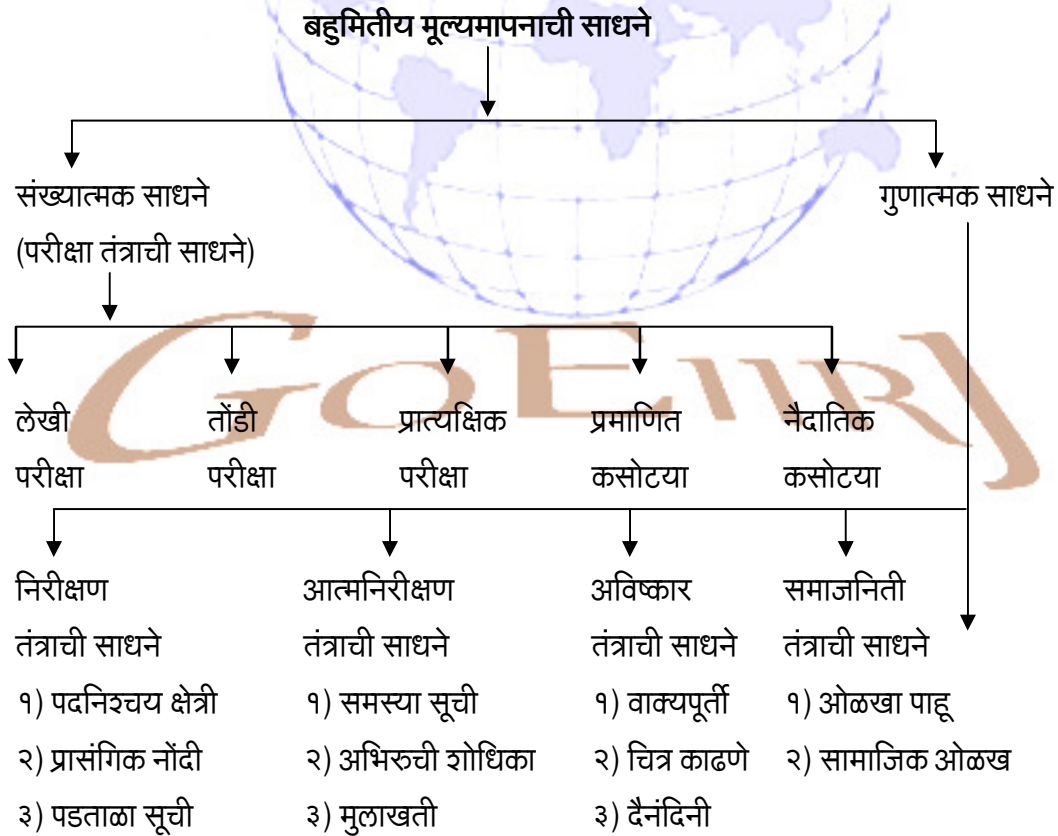 बहुमितीय मूल्यमापनाची साधने
संख्यात्मक साधने
(परीक्षा तंत्राची साधने)
गुणात्मक साधने
लेखी
परीक्षा
तोंडी
परीक्षा
प्रात्यक्षिक
परीक्षा
प्रमाणित
कसोटया
नैदातिक
कसोटया
निरीक्षण
तंत्राची साधने
१) पदनिश्चय क्षेत्री
२) प्रासंगिक नोंदी
३) पडताळा सूची
आत्मनिरीक्षण
तंत्राची साधने
१) समस्या सूची
२) अभिरुची शोधिका
३) मुलाखती
अविष्कार
तंत्राची साधने
१) वाक्यपूर्ती
२) चित्र काढणे
३) दैनंदिनी
समाजनिती
तंत्राची साधने
१) ओळखा पाहू
२) सामाजिक ओळख